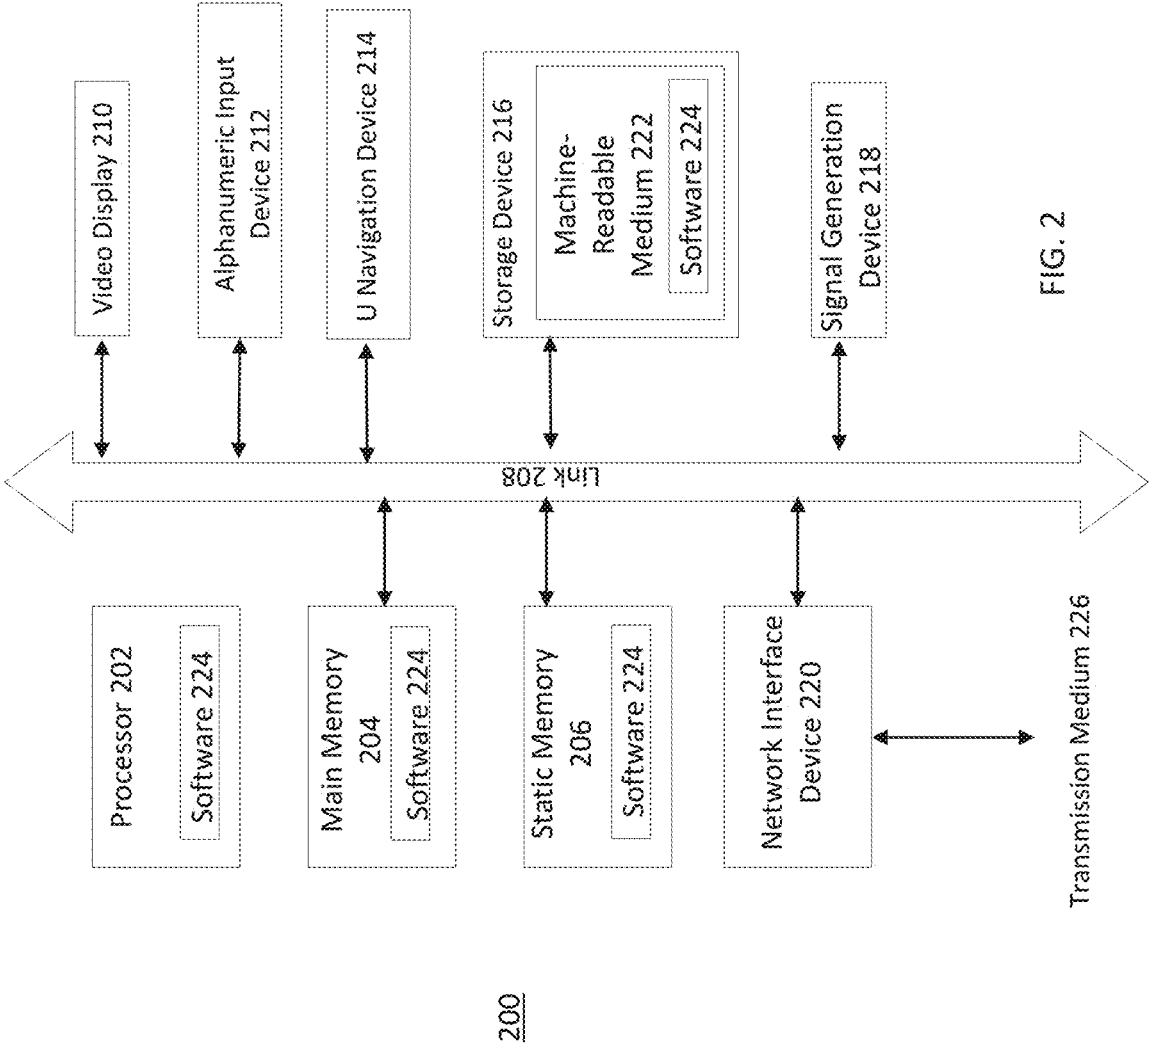 200
Processor 202
Software 224
Main Memory
204
Software 224
Static Memory
206
Software 224
Network Interface
Device 220
Transmission Medium 226
Link 208
Video Display 210
Alphanumeric Input
Device 212
U Navigation Device 214
Storage Device 216
Machine-
Readable
Medium 222
Software 224
Signal Generation
Device 218
FIG. 2